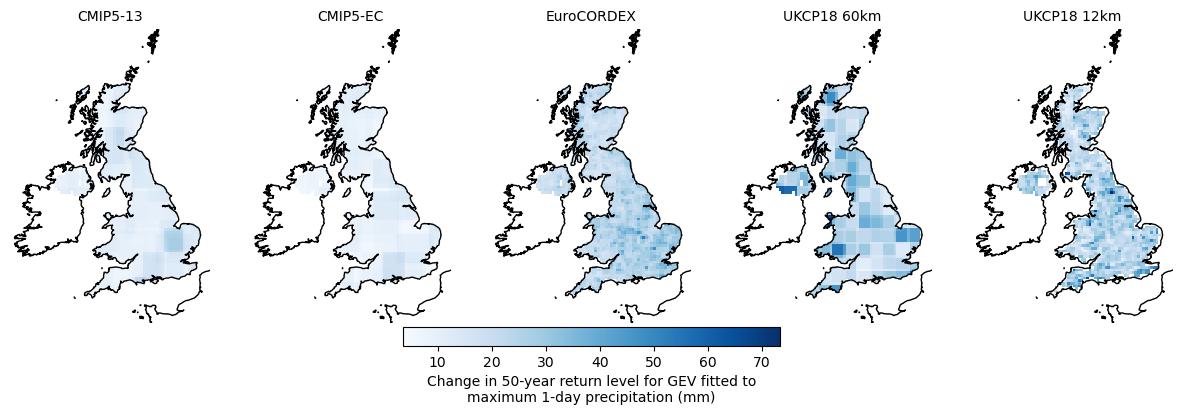 CMIP5-13 CMIP5-EC EuroCORDEX UKCP18 60km UKCP18 12km
10 20 30 40 50 60 70
Change in 50-year return level for GEV fitted to
maximum 1-day precipitation (mm)